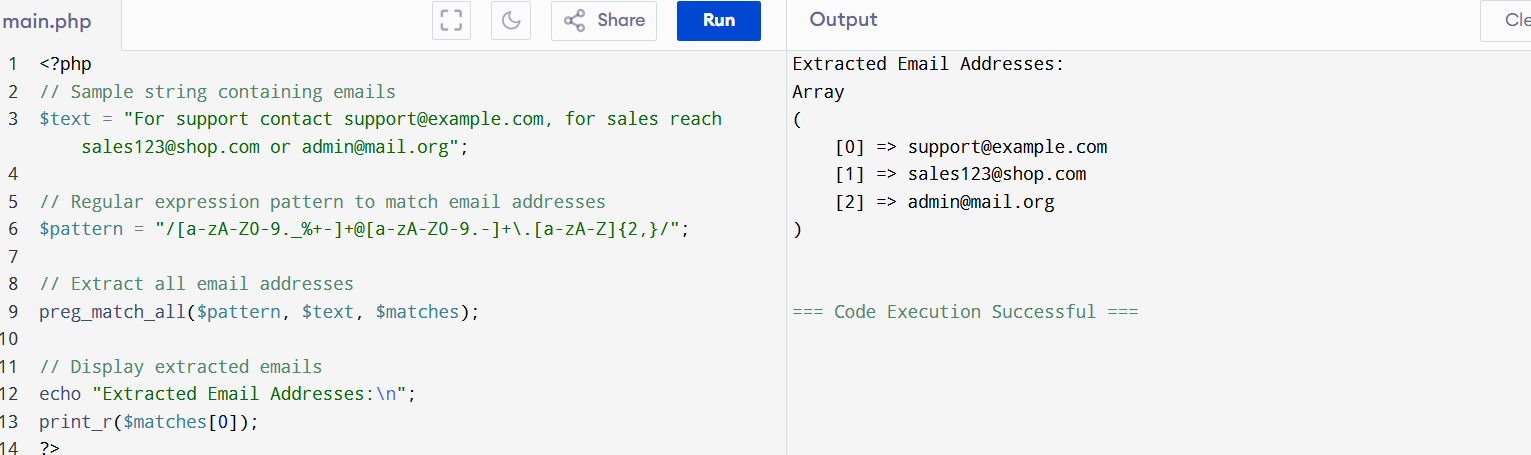 main.php
Share
Run
Output
Cle
1 <?php
2 // Sample string containing emails
3 $text = "For support contact support@example.com, for sales reach
sales123@shop.com or admin@mail.org";
4
5 // Regular expression pattern to match email addresses
6 $pattern = "/[a-zA-Z0-9._%+-]+@[a-zA-Z0-9.-]+\.[a-zA-Z]{2,}/";
7
8 // Extract all email addresses
9 preg_match_all($pattern, $text, $matches);
10
11 // Display extracted emails
12 echo "Extracted Email Addresses:\n";
13 print_r($matches[0]);
14 ?>
Extracted Email Addresses:
Array
(
[0] => support@example.com
[1] => sales123@shop.com
[2] => admin@mail.org
)
=== Code Execution Successful ===